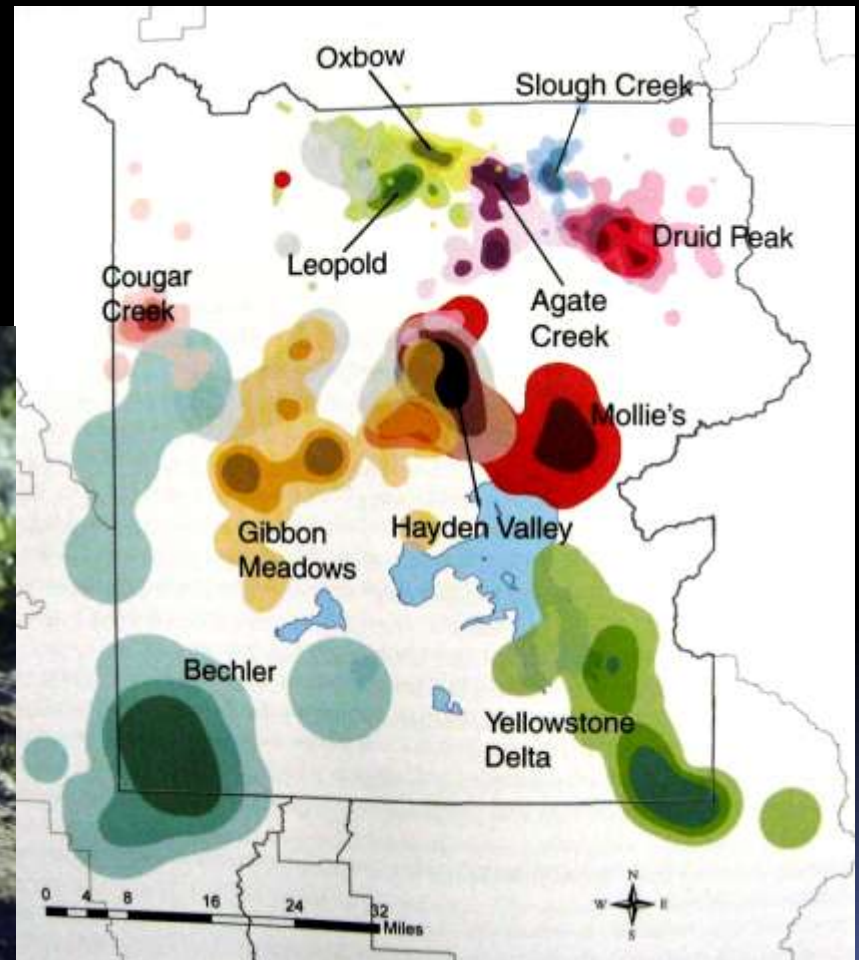 Oxbow
Slough Creek
Leopold
Druid Peak
Cougar
Creek
Agate
Creek
Mollie's
Gibbon
Meadows
Hayden Valley
Bechler
Yellowstone
Delta
0 4 8 16 24 32
Miles
N
W E
S